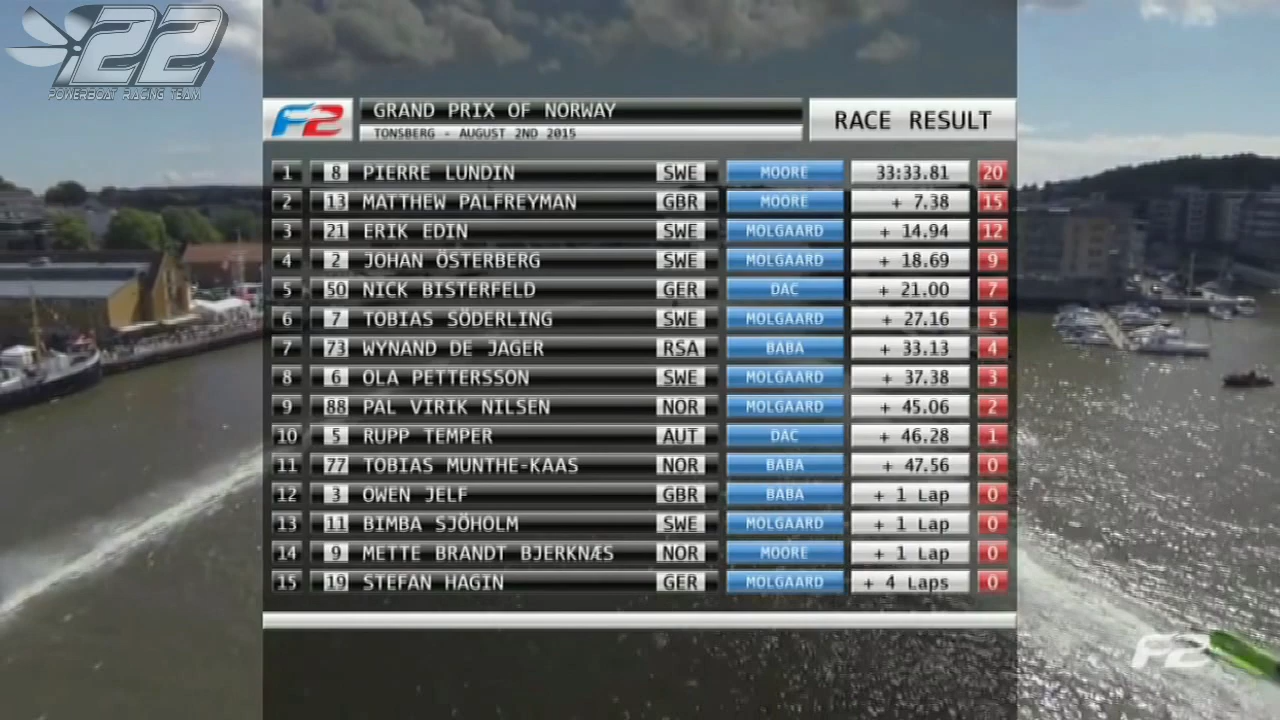 22
POWERBOAT RACING TEAM
F2 GRAND PRIX OF NORWAY RACE RESULT
TONSBERG - AUGUST 2ND 2015
1 8 PIERRE LUNDIN SWE MOORE 33:33.81 20
2 13 MATTHEW PALFREYMAN GBR MOORE + 7.38 15
3 21 ERIK EDIN SWE MOLGAARD + 14.94 12
4 2 JOHAN ÖSTERBERG SWE MOLGAARD + 18.69 9
5 50 NICK BISTERFELD GER DAC + 21.00 7
6 7 TOBIAS SÖDERLING SWE MOLGAARD + 27.16 5
7 73 WYNAND DE JAGER RSA BABA + 33.13 4
8 6 OLA PETTERSSON SWE MOLGAARD + 37.38 3
9 88 PAL VIRIK NILSEN NOR MOLGAARD + 45.06 2
10 5 RUPP TEMPER AUT DAC + 46.28 1
11 77 TOBIAS MUNTHE-KAAS NOR BABA + 47.56 0
12 3 OWEN JELF GBR BABA + 1 Lap 0
13 11 BIMBA SJÖHOLM SWE MOLGAARD + 1 Lap 0
14 9 METTE BRANDT BJERKNÆS NOR MOORE + 1 Lap 0
15 19 STEFAN HAGIN GER MOLGAARD + 4 Laps 0
F2